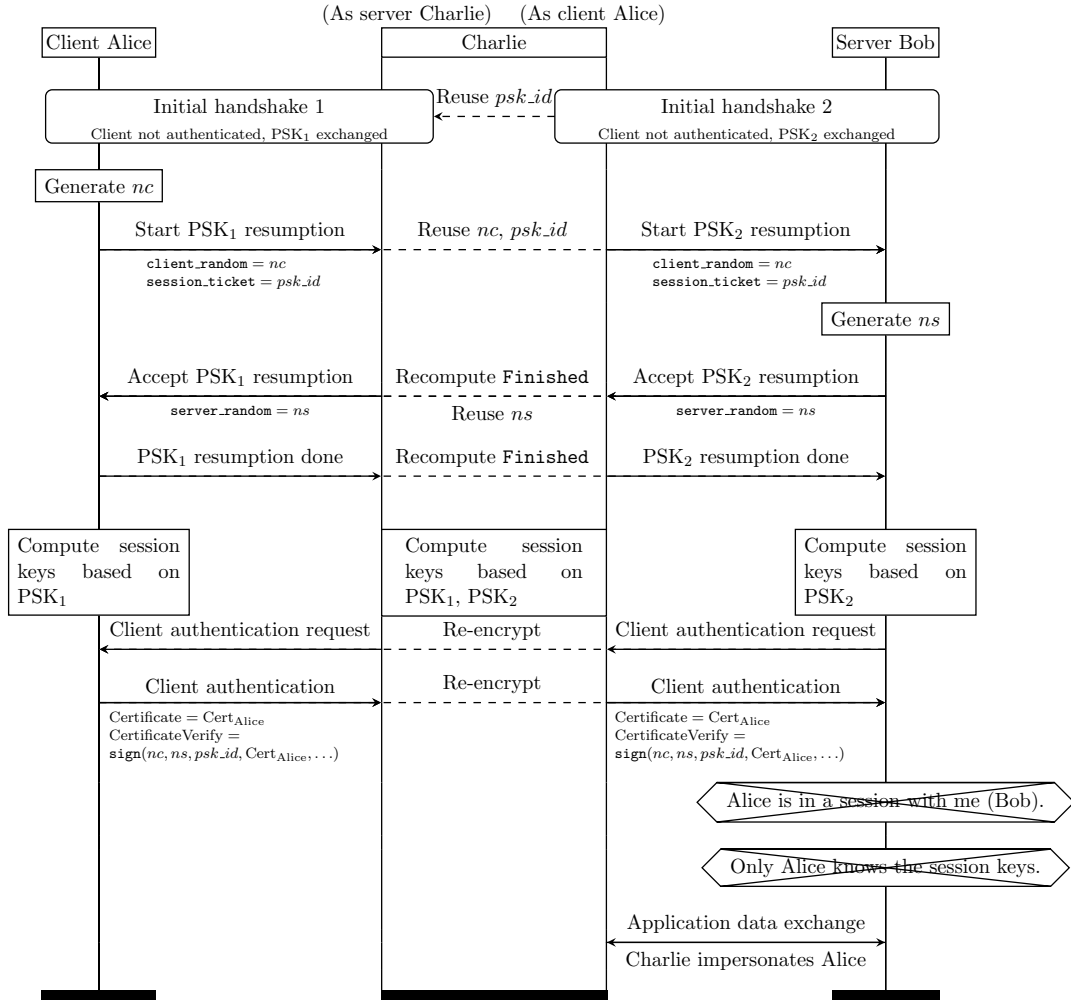 (As server Charlie) (As client Alice)
Client Alice Charlie Server Bob
Initial handshake 1 Reuse psk_id Initial handshake 2
Client not authenticated, PSK1 exchanged Client not authenticated, PSK2 exchanged
Generate nc
Start PSK1 resumption Reuse nc, psk_id Start PSK2 resumption
client_random = nc client_random = nc
session_ticket = psk_id session_ticket = psk_id
Generate ns
Accept PSK1 resumption Recompute Finished Accept PSK2 resumption
server_random = ns Reuse ns server_random = ns
PSK1 resumption done Recompute Finished PSK2 resumption done
Compute session Compute session Compute session
keys based on keys based on keys based on
PSK1 PSK1, PSK2 PSK2
Client authentication request Re-encrypt Client authentication request
Client authentication Re-encrypt Client authentication
Certificate = CertAlice Certificate = CertAlice
CertificateVerify = CertificateVerify =
sign(nc, ns, psk_id, CertAlice, ...) sign(nc, ns, psk_id, CertAlice, ...)
Alice is in a session with me (Bob).
Only Alice knows the session keys.
Application data exchange
Charlie impersonates Alice